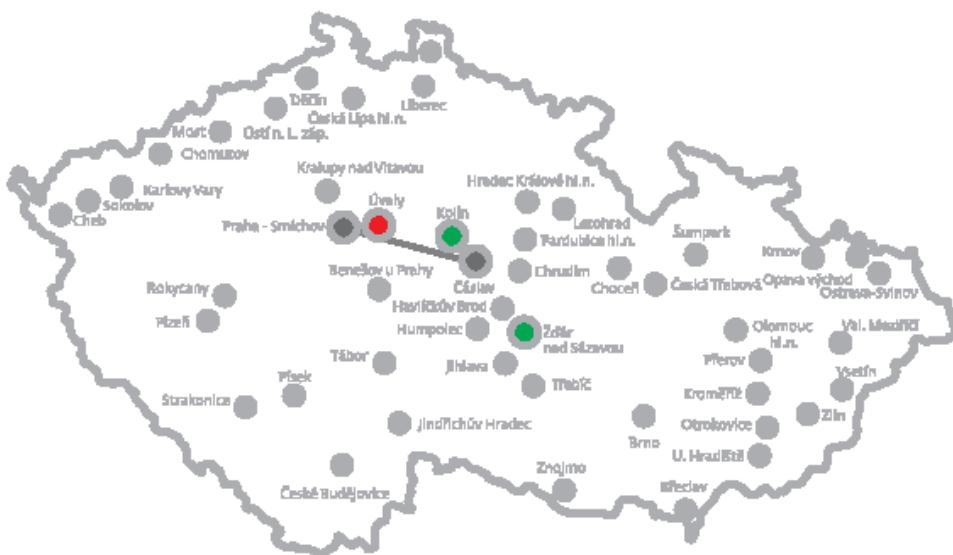 Děčín
Česká Lípa hl. n.
Liberec
Ústí n. L. záp.
Most
Chomutov
Kralupy nad Vltavou
Karlovy Vary
Sokolov
Cheb
Praha - Smíchov
Úvaly
Kolín
Hradec Králové hl. n.
Letohrad
Pardubice hl. n.
Šumperk
Krnov
Opava východ
Ostrava-Svinov
Benešov u Prahy
Čáslav
Chrudim
Choceň
Česká Třebová
Rokycany
Plzeň
Havlíčkův Brod
Humpolec
Žďár
nad Sázavou
Olomouc
hl. n.
Val. Meziříčí
Tábor
Jihlava
Třebíč
Přerov
Vsetín
Písek
Strakonice
Kroměříž
Zlín
Jindřichův Hradec
Brno
Otrokovice
U. Hradiště
České Budějovice
Znojmo
Břeclav